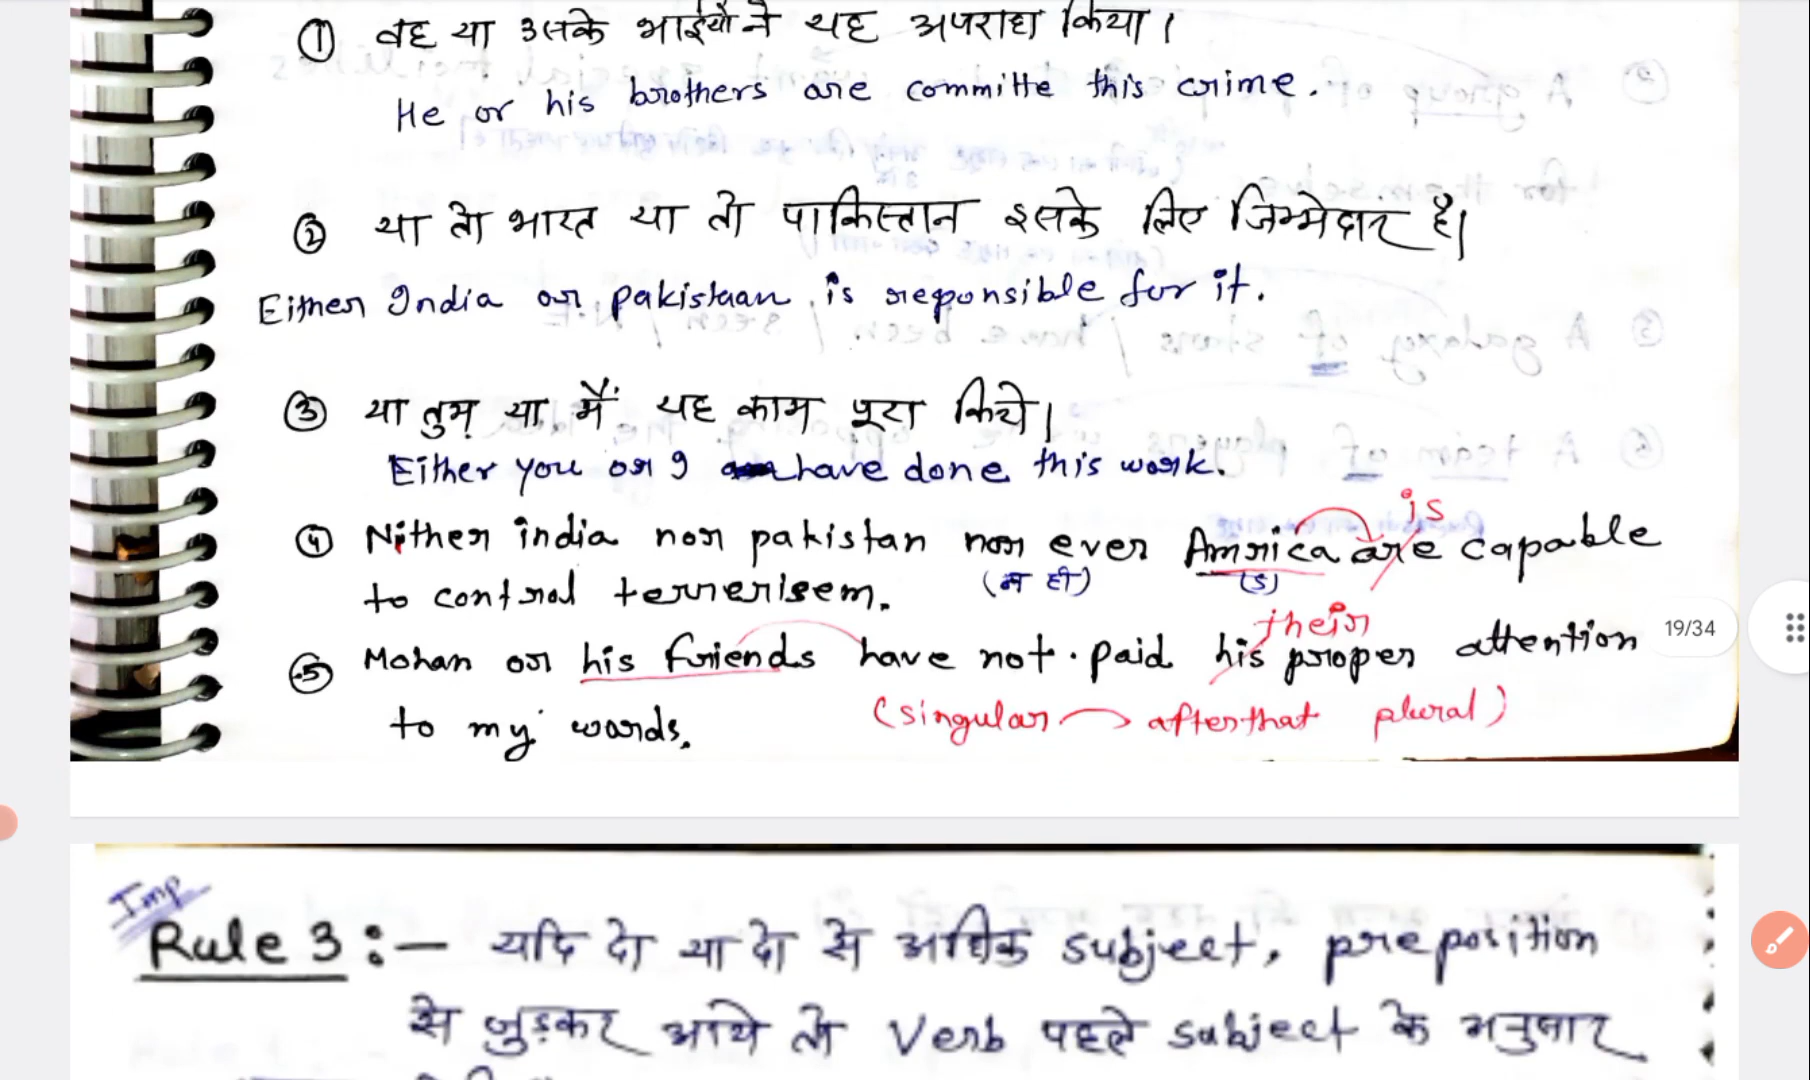 ① वह या उसके भाईयों ने यह अपराध किया।
He or his brothers are committe this crime.
② या तो भारत या तो पाकिस्तान इसके लिए जिम्मेदार है।
Either India or pakistaan is reponsible for it.
③ या तुम या मैं यह काम पूरा किये।
Either you or I have done this work.
is
④ Nither india nor pakistan nor ever Amrica are capable
to control terrerisem. (न ही) (S)
their
⑤ Mohan or his friends have not paid his proper attention
to my words. (singular → after that plural)
19/34
Imp
Rule 3 :- यदि दो या दो से अधिक subject, preposition
से जुड़कर आये तो Verb पहले subject के अनुसार